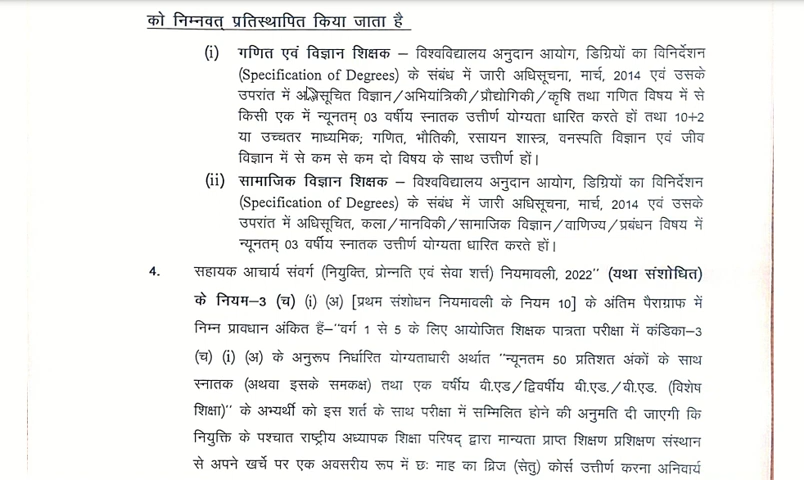 को निम्नवत् प्रतिस्थापित किया जाता है
(i) गणित एवं विज्ञान शिक्षक – विश्वविद्यालय अनुदान आयोग, डिग्रियों का विनिर्देशन
(Specification of Degrees) के संबंध में जारी अधिसूचना, मार्च, 2014 एवं उसके
उपरांत में अधिसूचित विज्ञान/अभियांत्रिकी/प्रौद्योगिकी/कृषि तथा गणित विषय में से
किसी एक में न्यूनतम् 03 वर्षीय स्नातक उत्तीर्ण योग्यता धारित करते हों तथा 10+2
या उच्चतर माध्यमिक; गणित, भौतिकी, रसायन शास्त्र, वनस्पति विज्ञान एवं जीव
विज्ञान में से कम से कम दो विषय के साथ उत्तीर्ण हों।
(ii) सामाजिक विज्ञान शिक्षक – विश्वविद्यालय अनुदान आयोग, डिग्रियों का विनिर्देशन
(Specification of Degrees) के संबंध में जारी अधिसूचना, मार्च, 2014 एवं उसके
उपरांत में अधिसूचित, कला/मानविकी/सामाजिक विज्ञान/वाणिज्य/प्रबंधन विषय में
न्यूनतम् 03 वर्षीय स्नातक उत्तीर्ण योग्यता धारित करते हों।
4. सहायक आचार्य संवर्ग (नियुक्ति, प्रोन्नति एवं सेवा शर्त्त) नियमावली, 2022" (यथा संशोधित)
के नियम–3 (च) (i) (अ) [प्रथम संशोधन नियमावली के नियम 10] के अंतिम पैराग्राफ में
निम्न प्रावधान अंकित हैं–"वर्ग 1 से 5 के लिए आयोजित शिक्षक पात्रता परीक्षा में कंडिका–3
(च) (i) (अ) के अनुरूप निर्धारित योग्यताधारी अर्थात "न्यूनतम 50 प्रतिशत अंकों के साथ
स्नातक (अथवा इसके समकक्ष) तथा एक वर्षीय बी.एड/द्विवर्षीय बी.एड./बी.एड. (विशेष
शिक्षा)" के अभ्यर्थी को इस शर्त के साथ परीक्षा में सम्मिलित होने की अनुमति दी जाएगी कि
नियुक्ति के पश्चात राष्ट्रीय अध्यापक शिक्षा परिषद् द्वारा मान्यता प्राप्त शिक्षण प्रशिक्षण संस्थान
से अपने खर्चे पर एक अवसरीय रूप में छः माह का ब्रिज (सेतु) कोर्स उत्तीर्ण करना अनिवार्य